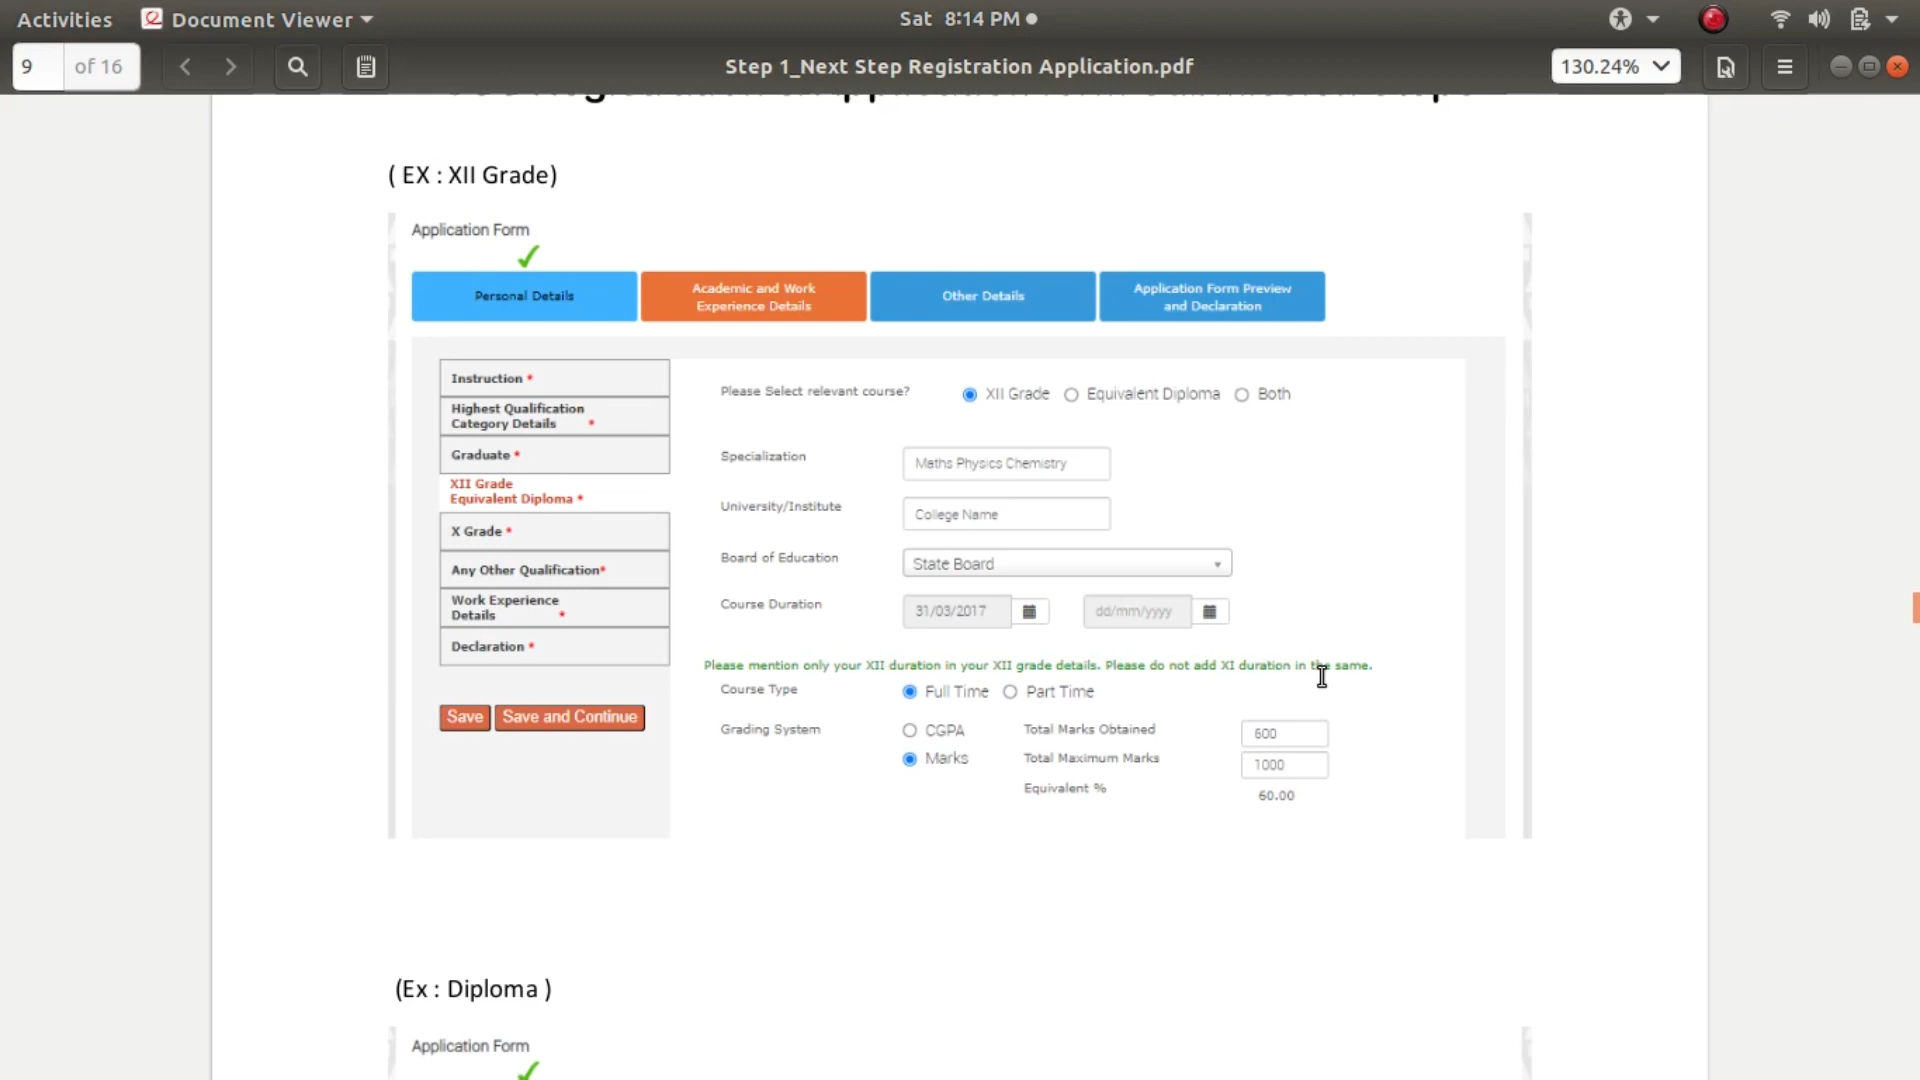 Activities Document Viewer Sat 8:14 PM
9 of 16 Step 1_Next Step Registration Application.pdf 130.24%
( EX : XII Grade)
Application Form
Personal Details
Academic and Work
Experience Details
Other Details
Application Form Preview
and Declaration
Instruction *
Highest Qualification
Category Details *
Graduate *
XII Grade
Equivalent Diploma *
X Grade *
Any Other Qualification*
Work Experience
Details *
Declaration *
Save Save and Continue
Please Select relevant course? XII Grade Equivalent Diploma Both
Specialization Maths Physics Chemistry
University/Institute College Name
Board of Education State Board
Course Duration 31/03/2017 dd/mm/yyyy
Please mention only your XII duration in your XII grade details. Please do not add XI duration in the same.
Course Type Full Time Part Time
Grading System CGPA Total Marks Obtained 600
Marks Total Maximum Marks 1000
Equivalent % 60.00
(Ex : Diploma )
Application Form